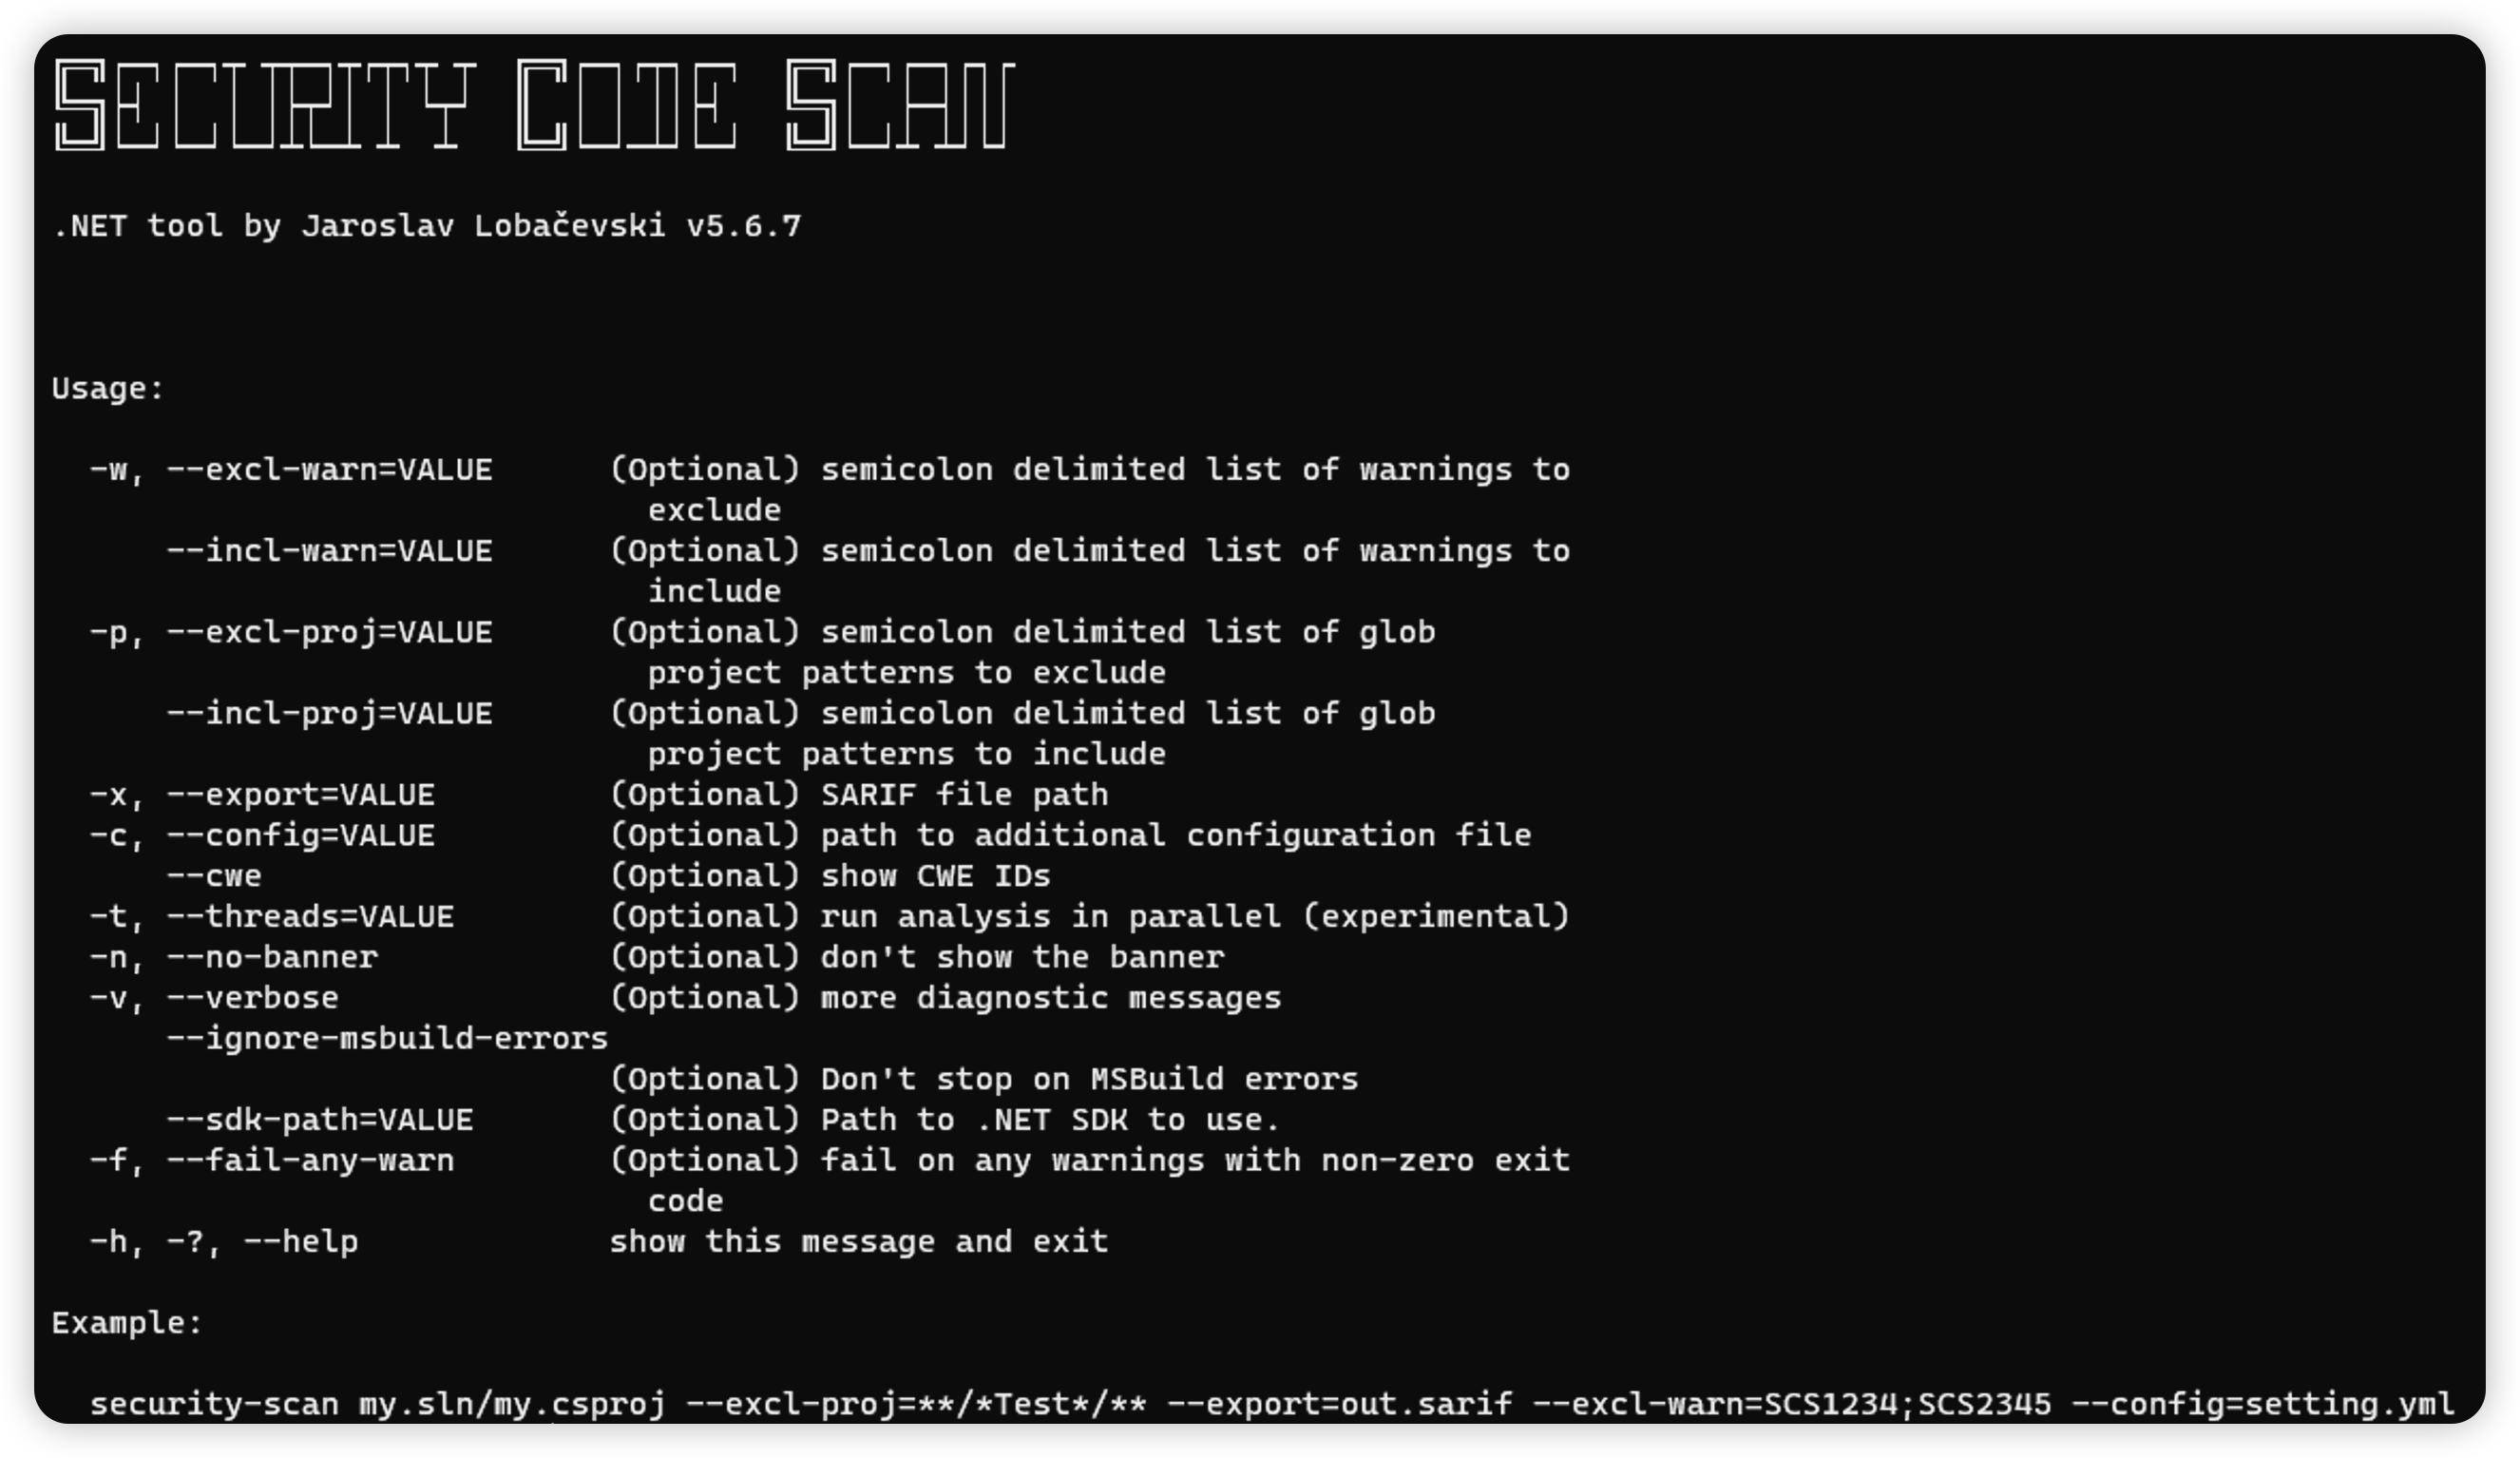 SECURITY CODE SCAN
.NET tool by Jaroslav Lobačevski v5.6.7
Usage:
-w, --excl-warn=VALUE (Optional) semicolon delimited list of warnings to
exclude
--incl-warn=VALUE (Optional) semicolon delimited list of warnings to
include
-p, --excl-proj=VALUE (Optional) semicolon delimited list of glob
project patterns to exclude
--incl-proj=VALUE (Optional) semicolon delimited list of glob
project patterns to include
-x, --export=VALUE (Optional) SARIF file path
-c, --config=VALUE (Optional) path to additional configuration file
--cwe (Optional) show CWE IDs
-t, --threads=VALUE (Optional) run analysis in parallel (experimental)
-n, --no-banner (Optional) don't show the banner
-v, --verbose (Optional) more diagnostic messages
--ignore-msbuild-errors
(Optional) Don't stop on MSBuild errors
--sdk-path=VALUE (Optional) Path to .NET SDK to use.
-f, --fail-any-warn (Optional) fail on any warnings with non-zero exit
code
-h, -?, --help show this message and exit
Example:
security-scan my.sln/my.csproj --excl-proj=**/*Test*/** --export=out.sarif --excl-warn=SCS1234;SCS2345 --config=setting.yml